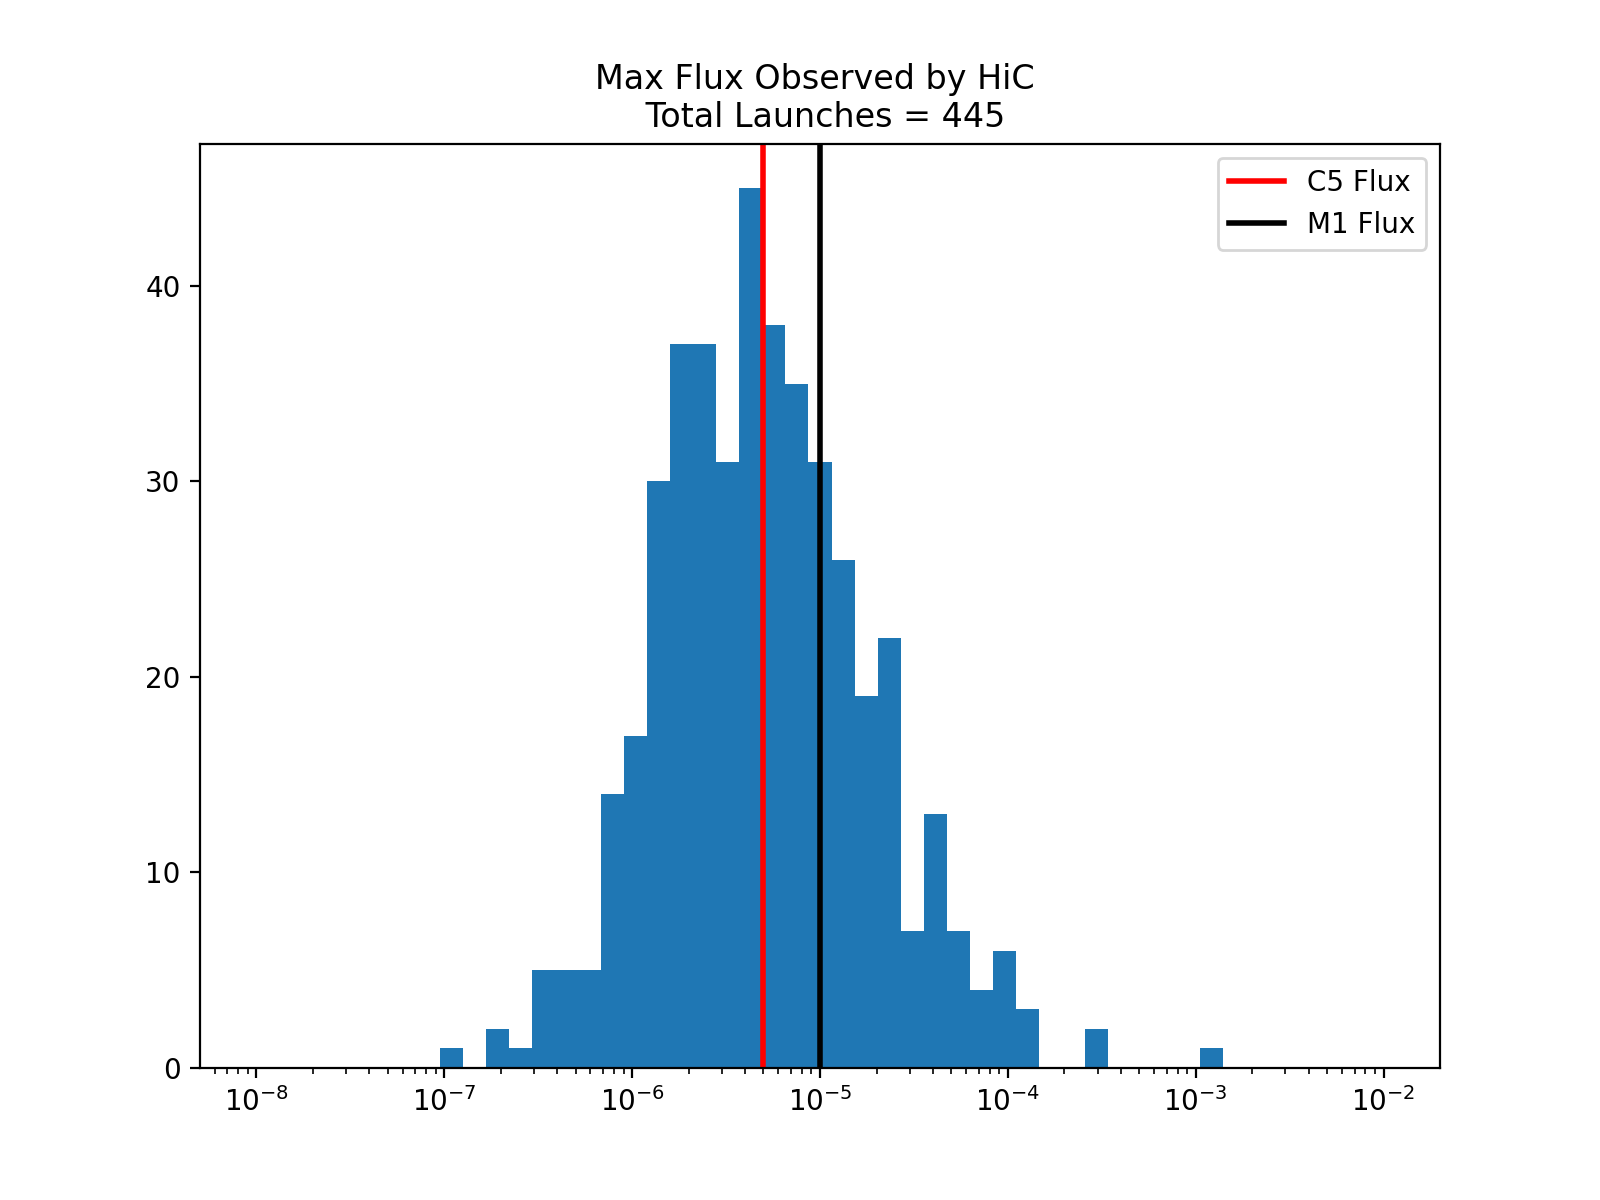 Max Flux Observed by HiC
Total Launches = 445
C5 Flux
M1 Flux
40
30
20
10
0
10⁻⁸ 10⁻⁷ 10⁻⁶ 10⁻⁵ 10⁻⁴ 10⁻³ 10⁻²